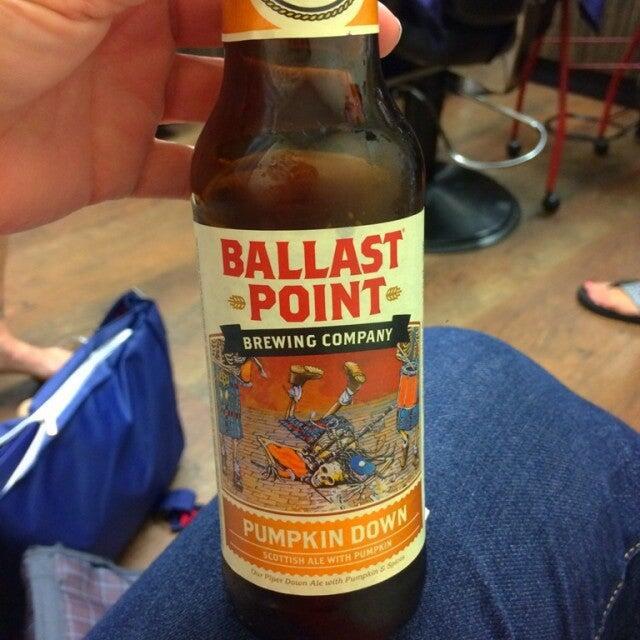 BALLAST
POINT
BREWING COMPANY
PUMPKIN DOWN
SCOTTISH ALE WITH PUMPKIN
Our Piper Down Ale with Pumpkin & Spices